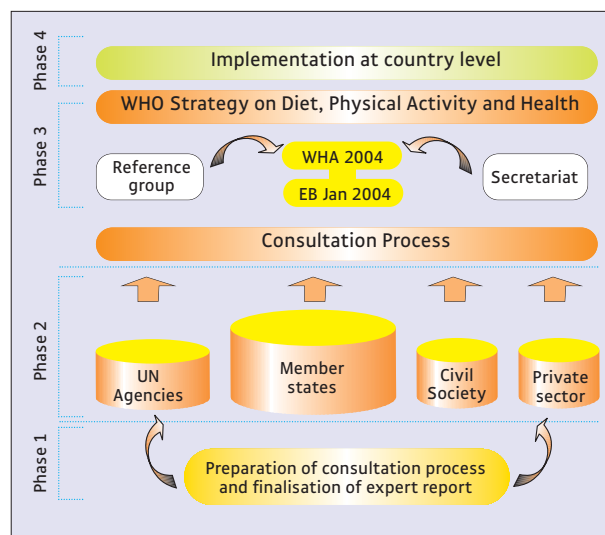 Phase 4
Implementation at country level
Phase 3
WHO Strategy on Diet, Physical Activity and Health
Reference
group
WHA 2004
EB Jan 2004
Secretariat
Consultation Process
Phase 2
UN
Agencies
Member
states
Civil
Society
Private
sector
Phase 1
Preparation of consultation process
and finalisation of expert report